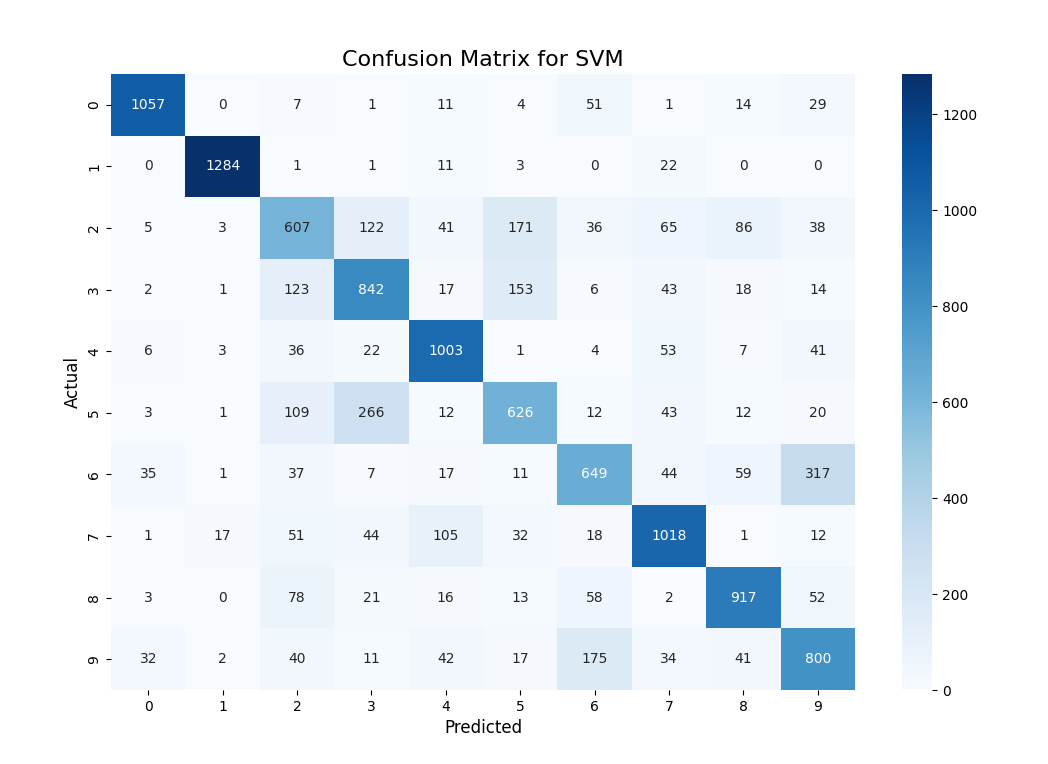 Confusion Matrix for SVM
0 1057 0 7 1 11 4 51 1 14 29
1 0 1284 1 1 11 3 0 22 0 0
2 5 3 607 122 41 171 36 65 86 38
3 2 1 123 842 17 153 6 43 18 14
4 6 3 36 22 1003 1 4 53 7 41
5 3 1 109 266 12 626 12 43 12 20
6 35 1 37 7 17 11 649 44 59 317
7 1 17 51 44 105 32 18 1018 1 12
8 3 0 78 21 16 13 58 2 917 52
9 32 2 40 11 42 17 175 34 41 800
0 1 2 3 4 5 6 7 8 9
Predicted
Actual
1200
1000
800
600
400
200
0